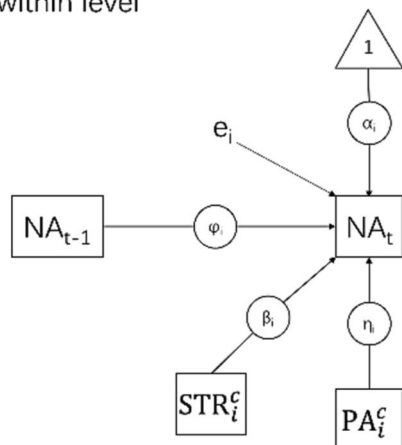 within level
1
αᵢ
eᵢ
NAₜ₋₁
φᵢ
NAₜ
βᵢ
ηᵢ
STRᵢᶜ
PAᵢᶜ